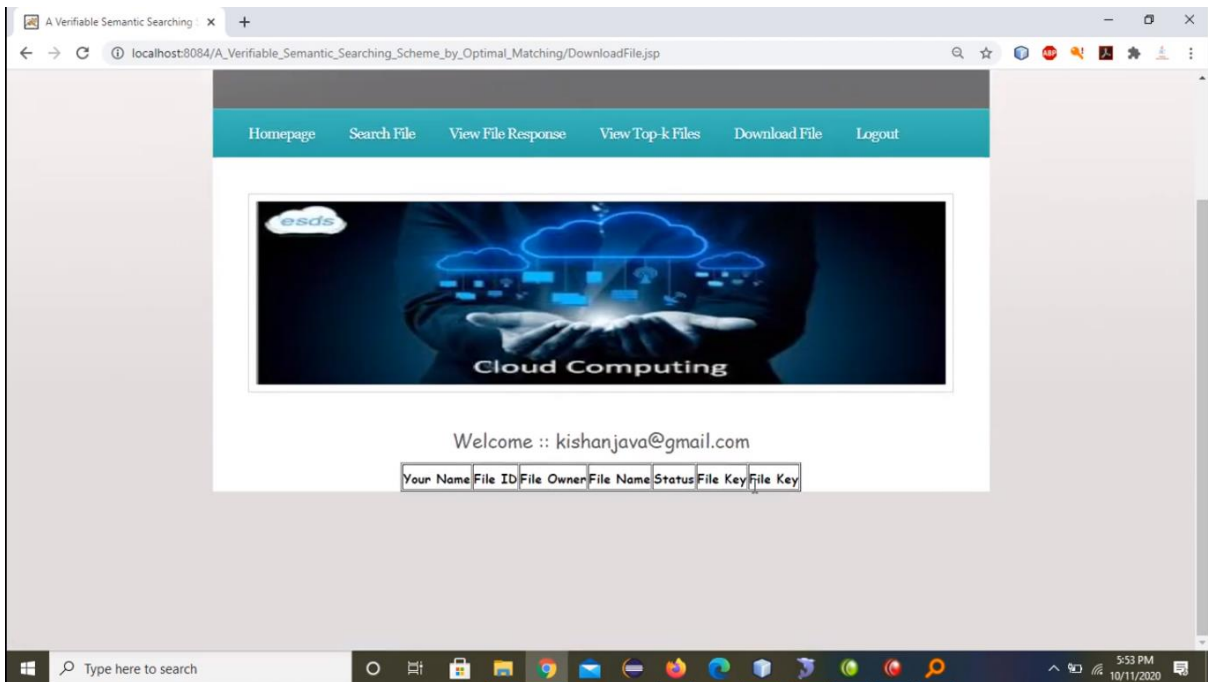 A Verifiable Semantic Searching S
localhost:8084/A_Verifiable_Semantic_Searching_Scheme_by_Optimal_Matching/DownloadFile.jsp
ABP
Homepage Search File View File Response View Top-k Files Download File Logout
esds
Cloud Computing
Welcome :: kishanjava@gmail.com
Your Name File ID File Owner File Name Status File Key File Key
Type here to search
5:53 PM
10/11/2020